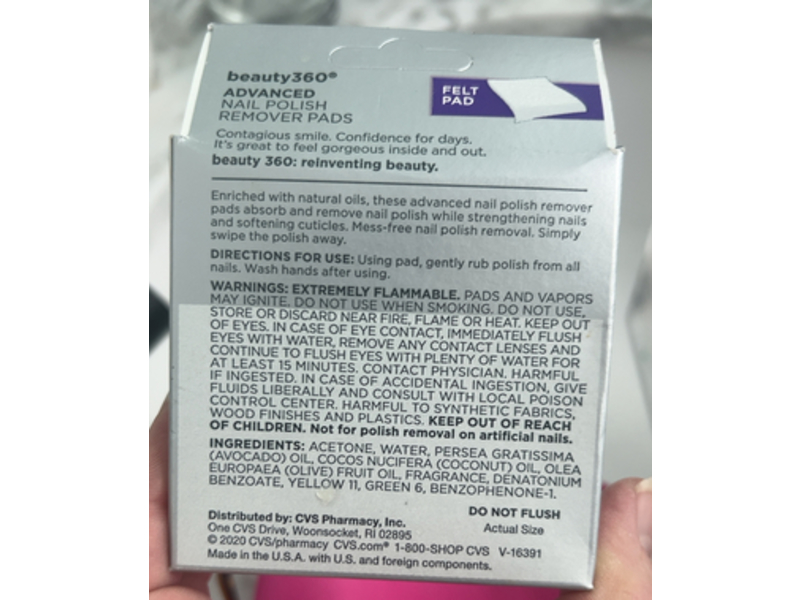 beauty360®
ADVANCED
NAIL POLISH
REMOVER PADS
FELT
PAD
Contagious smile. Confidence for days.
It's great to feel gorgeous inside and out.
beauty 360: reinventing beauty.
Enriched with natural oils, these advanced nail polish remover
pads absorb and remove nail polish while strengthening nails
and softening cuticles. Mess-free nail polish removal. Simply
swipe the polish away.
DIRECTIONS FOR USE: Using pad, gently rub polish from all
nails. Wash hands after using.
WARNINGS: EXTREMELY FLAMMABLE. PADS AND VAPORS
MAY IGNITE. DO NOT USE WHEN SMOKING. DO NOT USE,
STORE OR DISCARD NEAR FIRE, FLAME OR HEAT. KEEP OUT
OF EYES. IN CASE OF EYE CONTACT, IMMEDIATELY FLUSH
EYES WITH WATER, REMOVE ANY CONTACT LENSES AND
CONTINUE TO FLUSH EYES WITH PLENTY OF WATER FOR
AT LEAST 15 MINUTES. CONTACT PHYSICIAN. HARMFUL
IF INGESTED. IN CASE OF ACCIDENTAL INGESTION, GIVE
FLUIDS LIBERALLY AND CONSULT WITH LOCAL POISON
CONTROL CENTER. HARMFUL TO SYNTHETIC FABRICS,
WOOD FINISHES AND PLASTICS. KEEP OUT OF REACH
OF CHILDREN. Not for polish removal on artificial nails.
INGREDIENTS: ACETONE, WATER, PERSEA GRATISSIMA
(AVOCADO) OIL, COCOS NUCIFERA (COCONUT) OIL, OLEA
EUROPAEA (OLIVE) FRUIT OIL, FRAGRANCE, DENATONIUM
BENZOATE, YELLOW 11, GREEN 6, BENZOPHENONE-1.
DO NOT FLUSH
Actual Size
Distributed by: CVS Pharmacy, Inc.
One CVS Drive, Woonsocket, RI 02895
© 2020 CVS/pharmacy CVS.com® 1-800-SHOP CVS V-16391
Made in the U.S.A. with U.S. and foreign components.